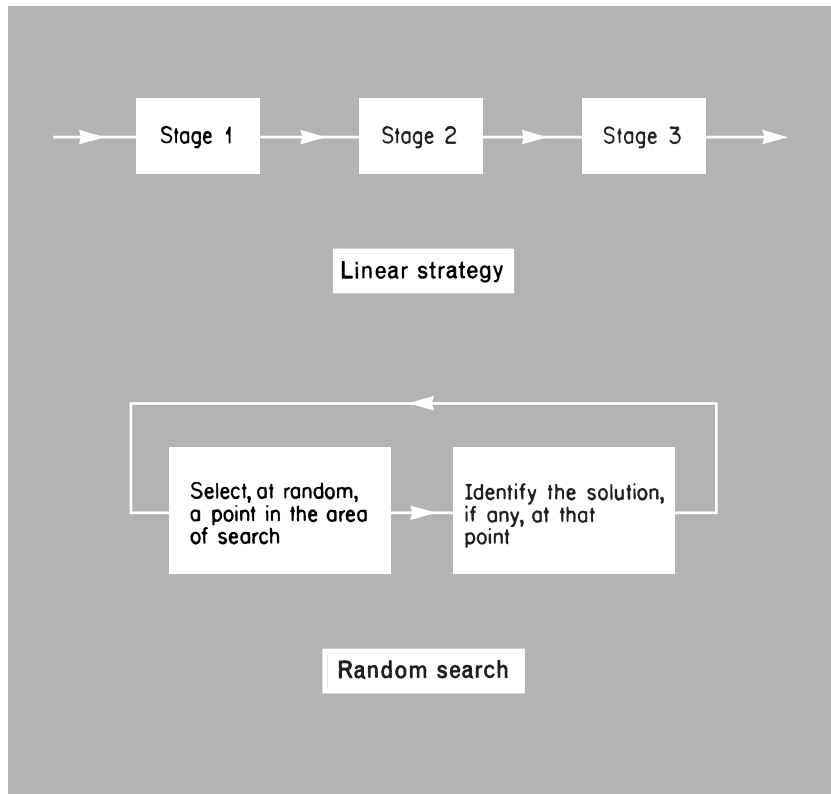 Stage 1
Stage 2
Stage 3
Linear strategy
Select, at random,
a point in the area
of search
Identify the solution,
if any, at that
point
Random search